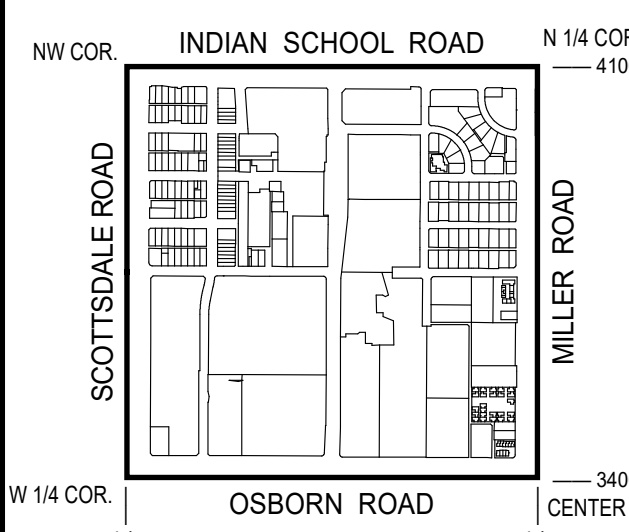 INDIAN SCHOOL ROAD
NW COR.
N 1/4 COR
410
SCOTTSDALE ROAD
MILLER ROAD
340
W 1/4 COR.
OSBORN ROAD
CENTER